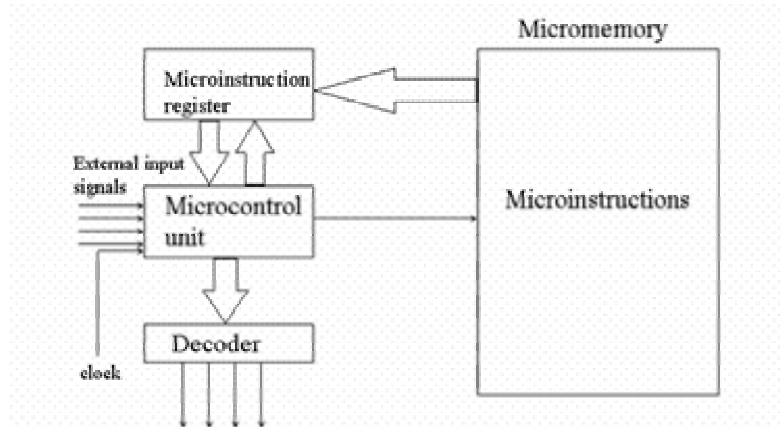 Micromemory
Microinstruction
register
External input
signals
Microcontrol
unit
Microinstructions
Decoder
clock